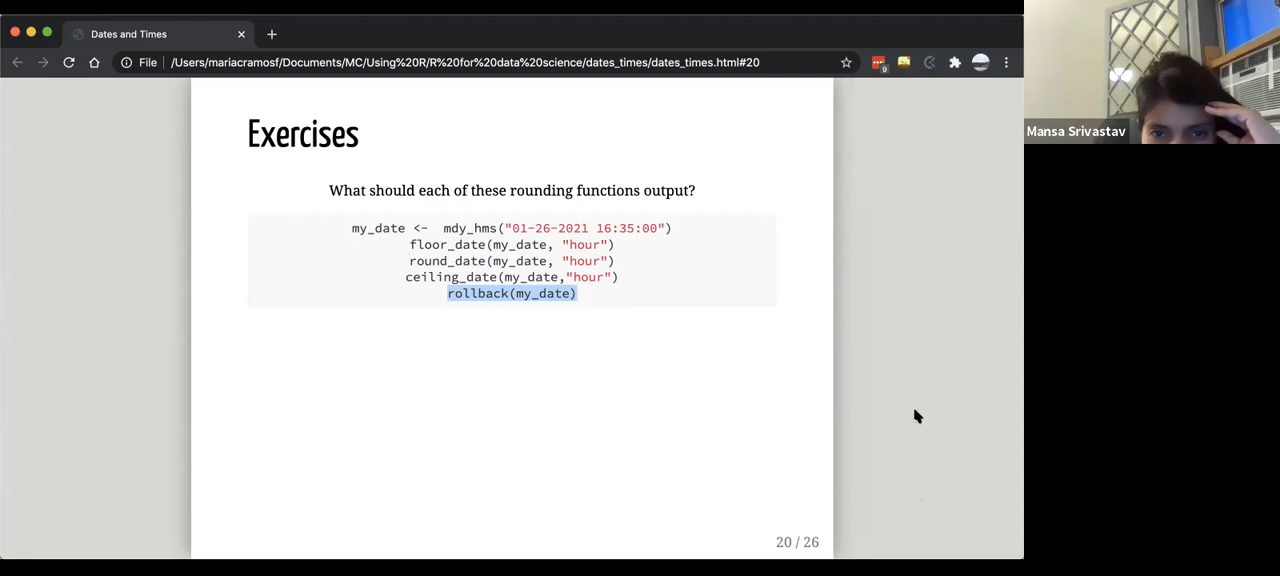 Dates and Times
File
/Users/mariacramosf/Documents/MC/Using%20R/R%20for%20data%20science/dates_times/dates_times.html#20
9
Mansa Srivastav
Exercises
What should each of these rounding functions output?
my_date <-  mdy_hms("01-26-2021 16:35:00")
floor_date(my_date, "hour")
round_date(my_date, "hour")
ceiling_date(my_date,"hour")
rollback(my_date)
20 / 26